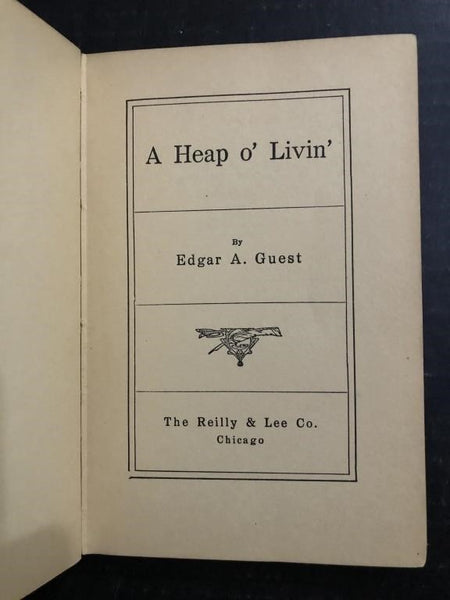 A Heap o' Livin'
By
Edgar A. Guest
The Reilly & Lee Co.
Chicago